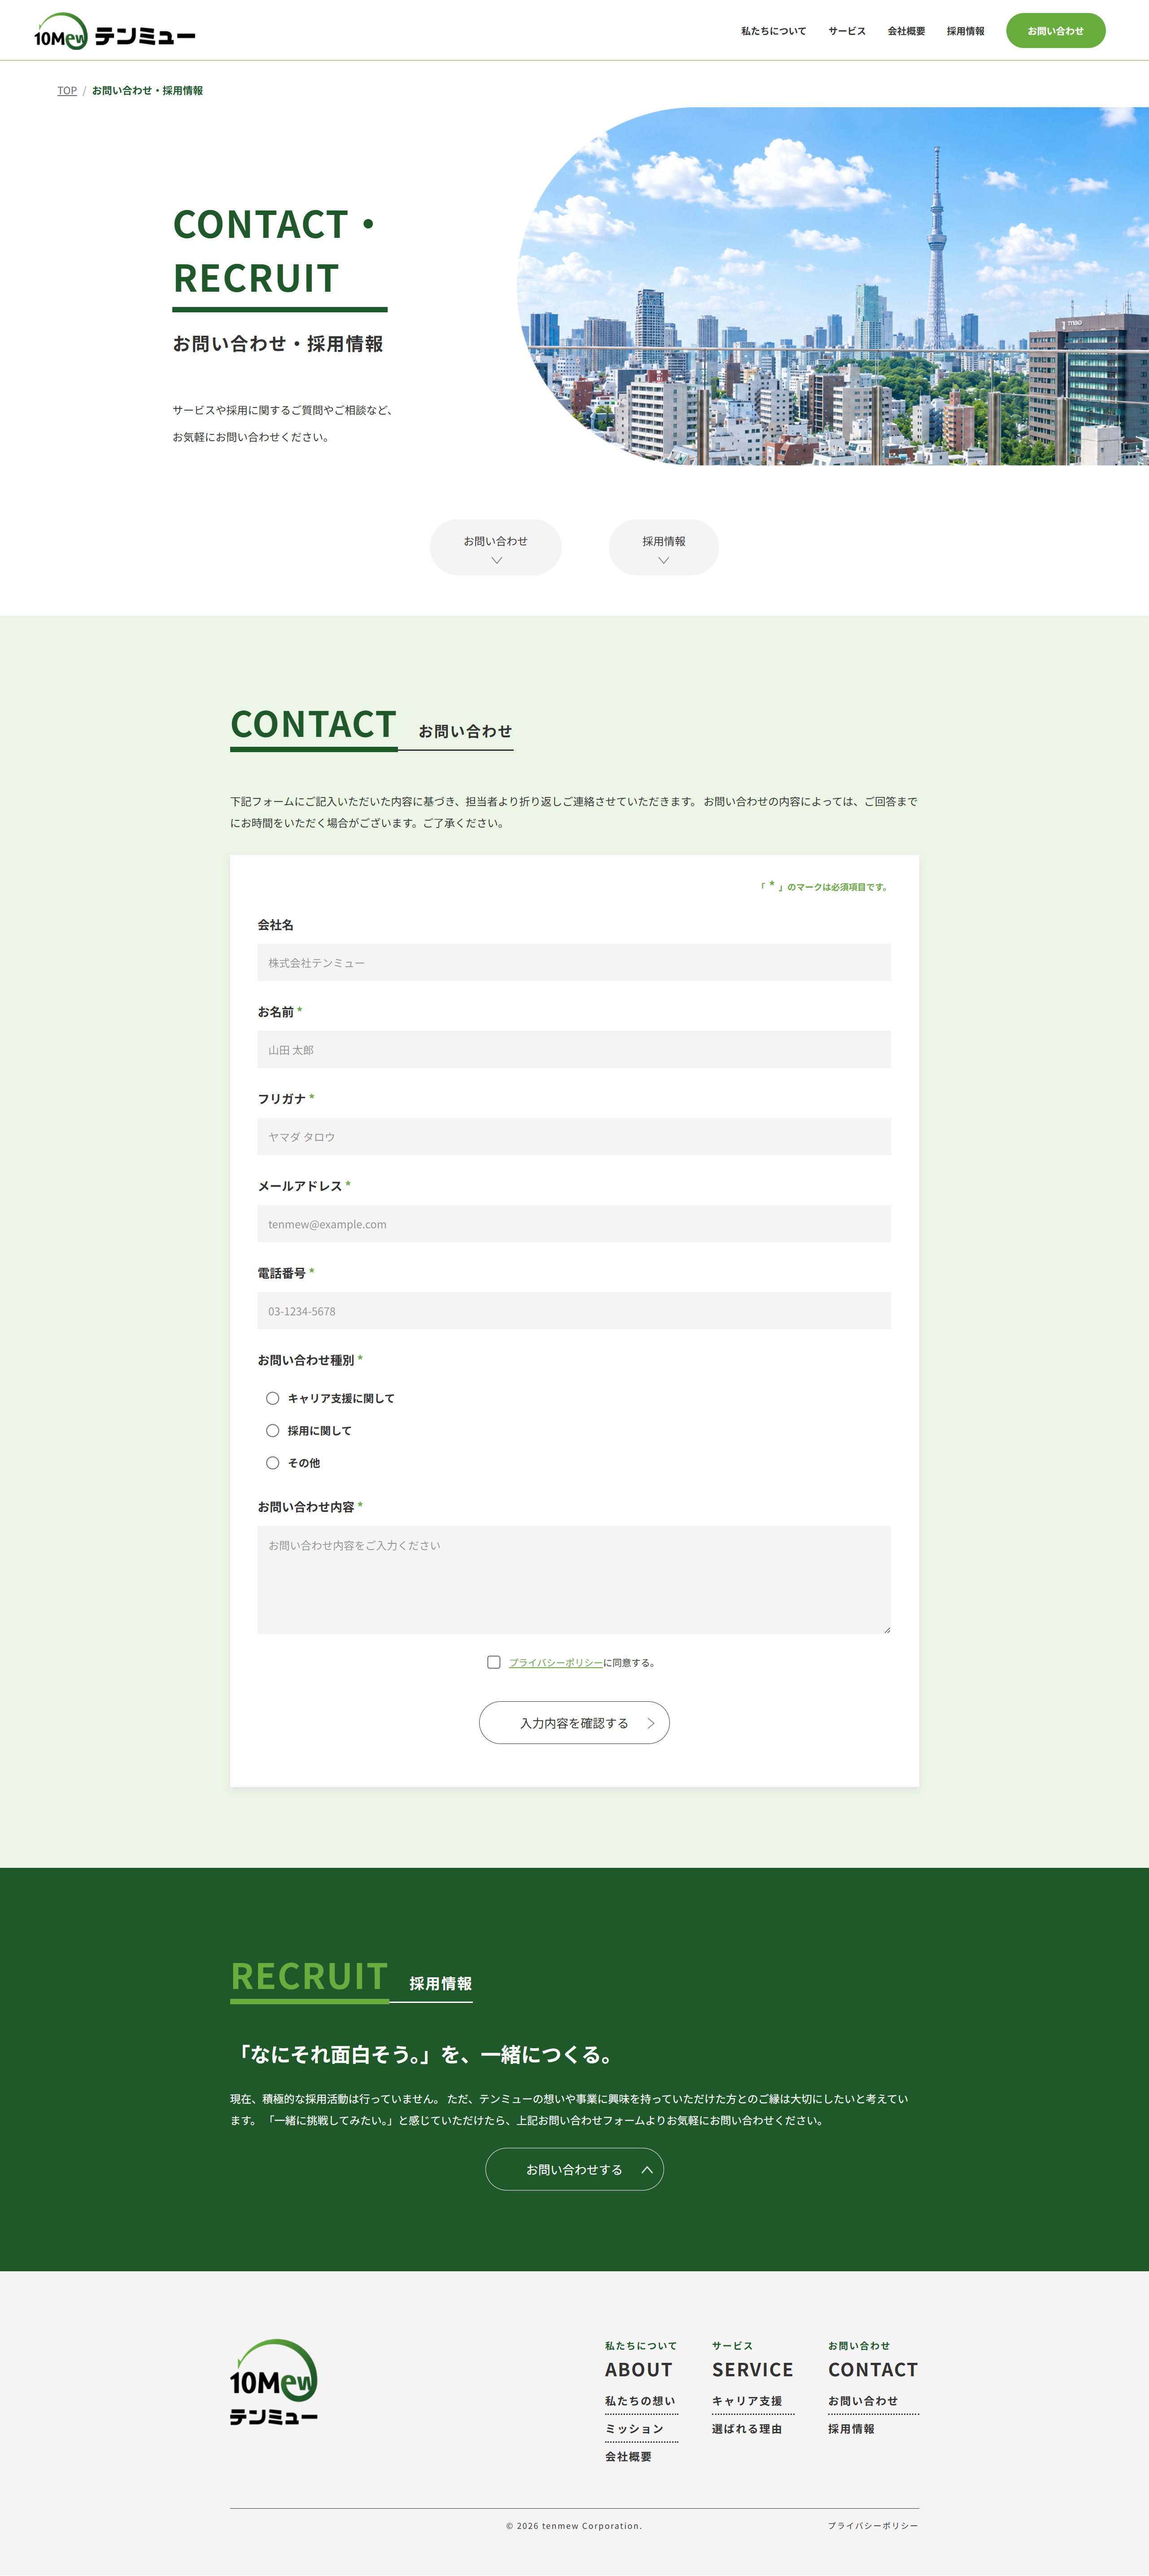 10Mew テンミュー
私たちについて サービス 会社概要 採用情報 お問い合わせ
TOP / お問い合わせ・採用情報
CONTACT・
RECRUIT
お問い合わせ・採用情報
サービスや採用に関するご質問やご相談など、
お気軽にお問い合わせください。
お問い合わせ 採用情報
CONTACT お問い合わせ
下記フォームにご記入いただいた内容に基づき、担当者より折り返しご連絡させていただきます。 お問い合わせの内容によっては、ご回答まで
にお時間をいただく場合がございます。ご了承ください。
「 * 」のマークは必須項目です。
会社名
株式会社テンミュー
お名前 *
山田 太郎
フリガナ *
ヤマダ タロウ
メールアドレス *
tenmew@example.com
電話番号 *
03-1234-5678
お問い合わせ種別 *
キャリア支援に関して
採用に関して
その他
お問い合わせ内容 *
お問い合わせ内容をご入力ください
プライバシーポリシーに同意する。
入力内容を確認する
RECRUIT 採用情報
「なにそれ面白そう。」を、一緒につくる。
現在、積極的な採用活動は行っていません。 ただ、テンミューの想いや事業に興味を持っていただけた方とのご縁は大切にしたいと考えてい
ます。 「一緒に挑戦してみたい。」と感じていただけたら、上記お問い合わせフォームよりお気軽にお問い合わせください。
お問い合わせする
10Mew
テンミュー
私たちについて サービス お問い合わせ
ABOUT SERVICE CONTACT
私たちの想い キャリア支援 お問い合わせ
ミッション 選ばれる理由 採用情報
会社概要
© 2026 tenmew Corporation. プライバシーポリシー